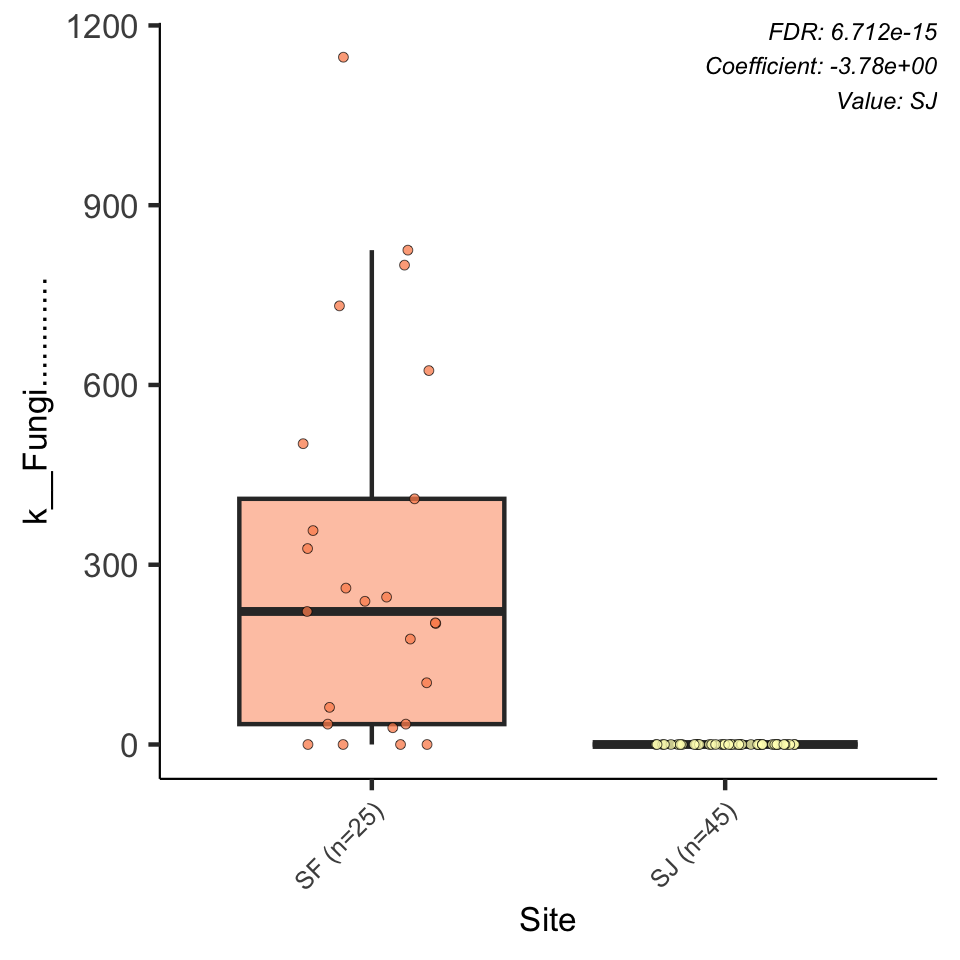 1200
900
600
300
0
k__Fungi............
FDR: 6.712e-15
Coefficient: -3.78e+00
Value: SJ
SF (n=25)
SJ (n=45)
Site